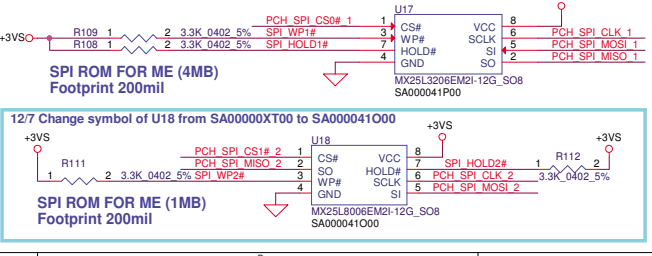 U17
+3VS
R109 1 2 3.3K_0402_5%
R108 1 2 3.3K_0402_5%
PCH_SPI_CS0#_1 1 CS# VCC 8
SPI_WP1# 3 WP# SCLK 6 PCH_SPI_CLK_1
SPI_HOLD1# 7 HOLD# SI 5 PCH_SPI_MOSI_1
4 GND SO 2 PCH_SPI_MISO_1
MX25L3206EM2I-12G_SO8
SA000041P00
SPI ROM FOR ME (4MB)
Footprint 200mil
12/7 Change symbol of U18 from SA00000XT00 to SA000041O00
+3VS
+3VS
+3VS
U18
R111
1 2 3.3K_0402_5%
PCH_SPI_CS1#_2 1 CS# VCC 8
PCH_SPI_MISO_2 2 SO HOLD# 7 SPI_HOLD2#
SPI_WP2# 3 WP# SCLK 6 PCH_SPI_CLK_2
4 GND SI 5 PCH_SPI_MOSI_2
R112
1 2
3.3K_0402_5%
MX25L8006EM2I-12G_SO8
SA000041O00
SPI ROM FOR ME (1MB)
Footprint 200mil